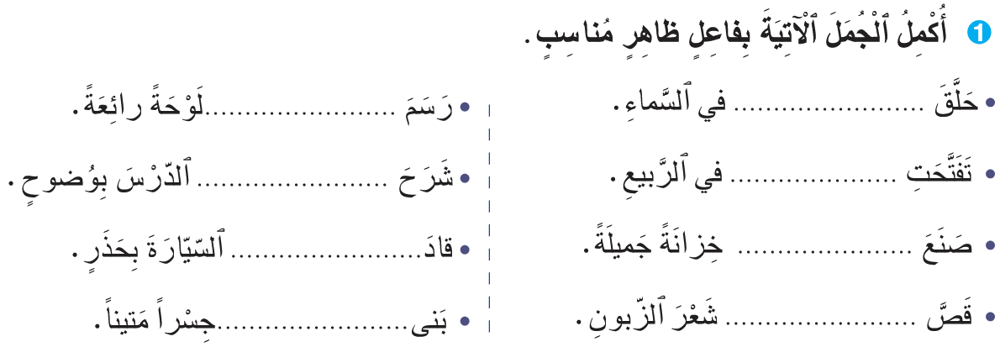 1 أُكْمِلُ ٱلْجُمَلَ ٱلْآتِيَةَ بِفاعِلٍ ظاهِرٍ مُناسِبٍ.
• حَلَّقَ ........................ في ٱلسَّماءِ.
• تَفَتَّحَتِ ..................... في ٱلرَّبيعِ.
• صَنَعَ ...................... خِزانَةً جَميلَةً.
• قَصَّ ........................ شَعْرَ ٱلزّبونِ.
• رَسَمَ ........................لَوْحَةً رائِعَةً.
• شَرَحَ ........................ ٱلدّرْسَ بِوُضوحٍ.
• قادَ........................ ٱلسّيّارَةَ بِحَذَرٍ.
• بَنى........................جِسْراً مَتيناً.